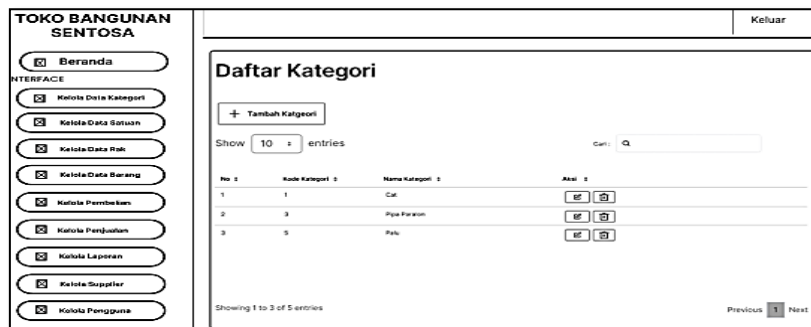 TOKO BANGUNAN
SENTOSA
Keluar
Beranda
NTERFACE
Kelola Data Kategori
Kelola Data Satuan
Kelola Data Rak
Kelola Data Barang
Kelola Pembelian
Kelola Penjualan
Kelola Laporan
Kelola Supplier
Kelola Pengguna
Daftar Kategori
+ Tambah Katgeori
Show 10 entries
Cari:
No Kode Kategori Nama Kategori Aksi
1 1 Cat
2 3 Pipa Paralon
3 5 Palu
Showing 1 to 3 of 5 entries
Previous 1 Next